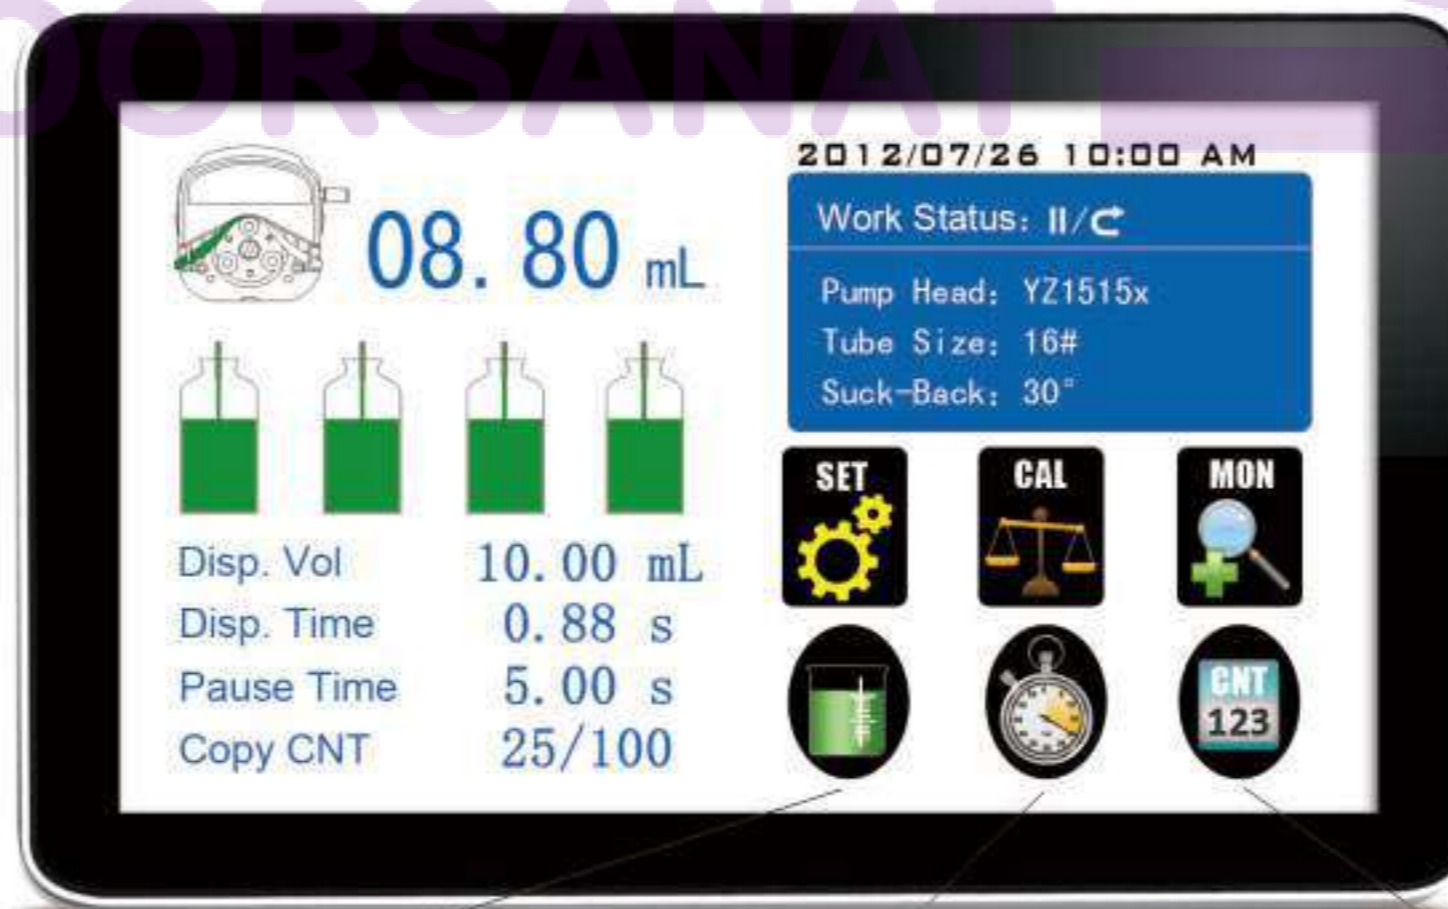 DORSANAT
2012/07/26 10:00 AM
08.80 mL
Work Status: II/
Pump Head: YZ1515x
Tube Size: 16#
Suck-Back: 30°
SET
CAL
MON
Disp. Vol 10.00 mL
Disp. Time 0.88 s
Pause Time 5.00 s
Copy CNT 25/100
CNT
123